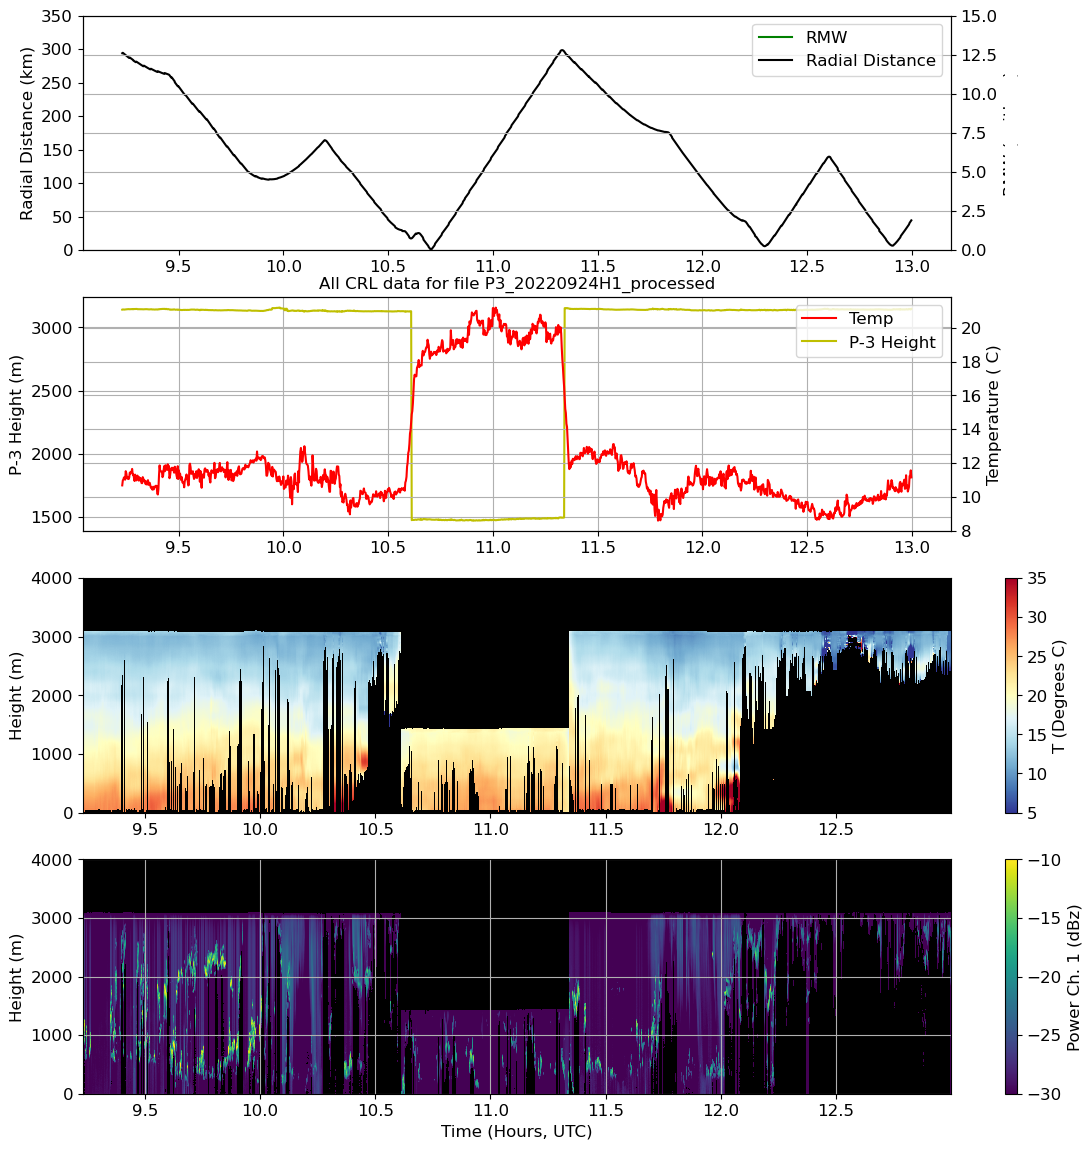 350
300
250
200
150
100
50
0
Radial Distance (km)
15.0
12.5
10.0
7.5
5.0
2.5
0.0
RMW
Radial Distance
9.5 10.0 10.5 11.0 11.5 12.0 12.5 13.0
All CRL data for file P3_20220924H1_processed
3000
2500
2000
1500
P-3 Height (m)
20
18
16
14
12
10
8
Temperature ( C)
Temp
P-3 Height
9.5 10.0 10.5 11.0 11.5 12.0 12.5 13.0
4000
3000
2000
1000
0
Height (m)
9.5 10.0 10.5 11.0 11.5 12.0 12.5
35
30
25
20
15
10
5
T (Degrees C)
4000
3000
2000
1000
0
Height (m)
9.5 10.0 10.5 11.0 11.5 12.0 12.5
Time (Hours, UTC)
−10
−15
−20
−25
−30
Power Ch. 1 (dBz)